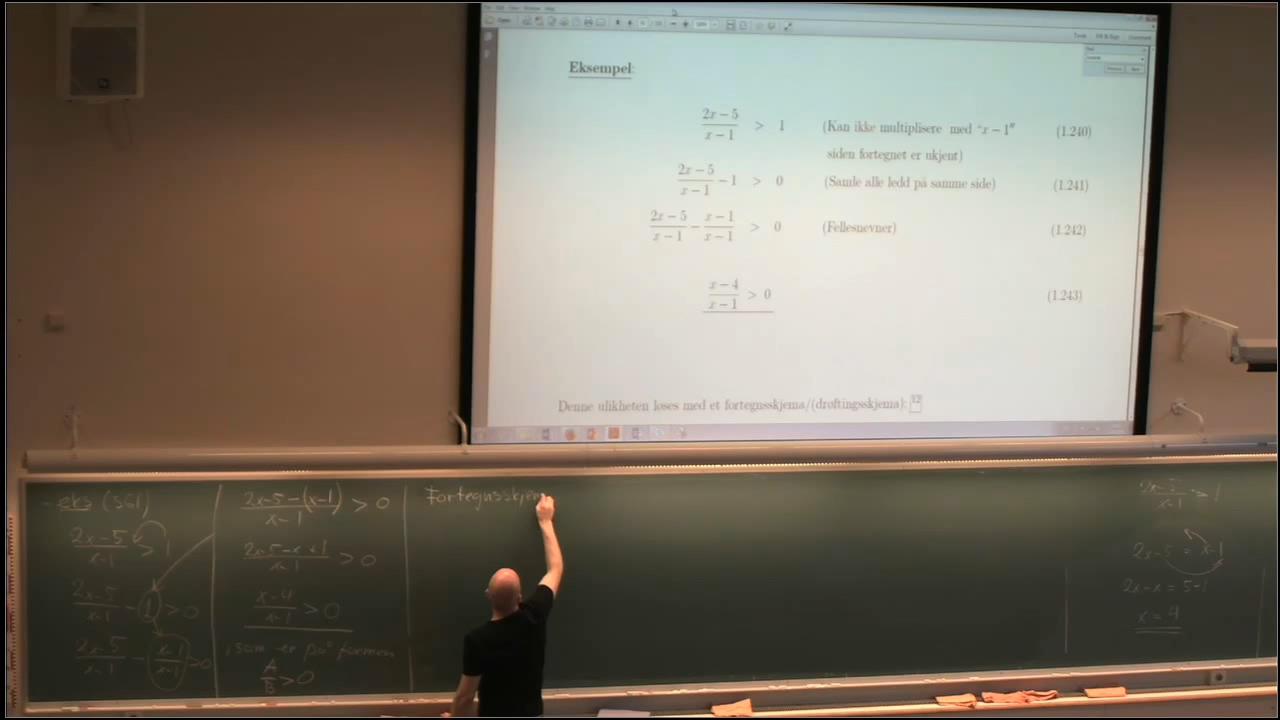 Eksempel:
2x − 5 / x − 1 > 1 (Kan ikke multiplisere med "x − 1" (1.240)
siden fortegnet er ukjent)
2x − 5 / x − 1 − 1 > 0 (Samle alle ledd på samme side) (1.241)
2x − 5 / x − 1 − x − 1 / x − 1 > 0 (Fellesnevner) (1.242)
x − 4 / x − 1 > 0 (1.243)
Denne ulikheten løses med et fortegnsskjema/(drøftingsskjema): 12
- eks (S61)
2x-5 / x-1 > 1
2x-5 / x-1 - 1 > 0
2x-5 / x-1 - x-1 / x-1 > 0
2x-5-(x-1) / x-1 > 0
2x-5-x+1 / x-1 > 0
x-4 / x-1 > 0
, som er på formen
A / B > 0
Fortegnsskjem
2x-5 / x-1 > 1
2x-5 = x-1
2x-x = 5-1
x = 4